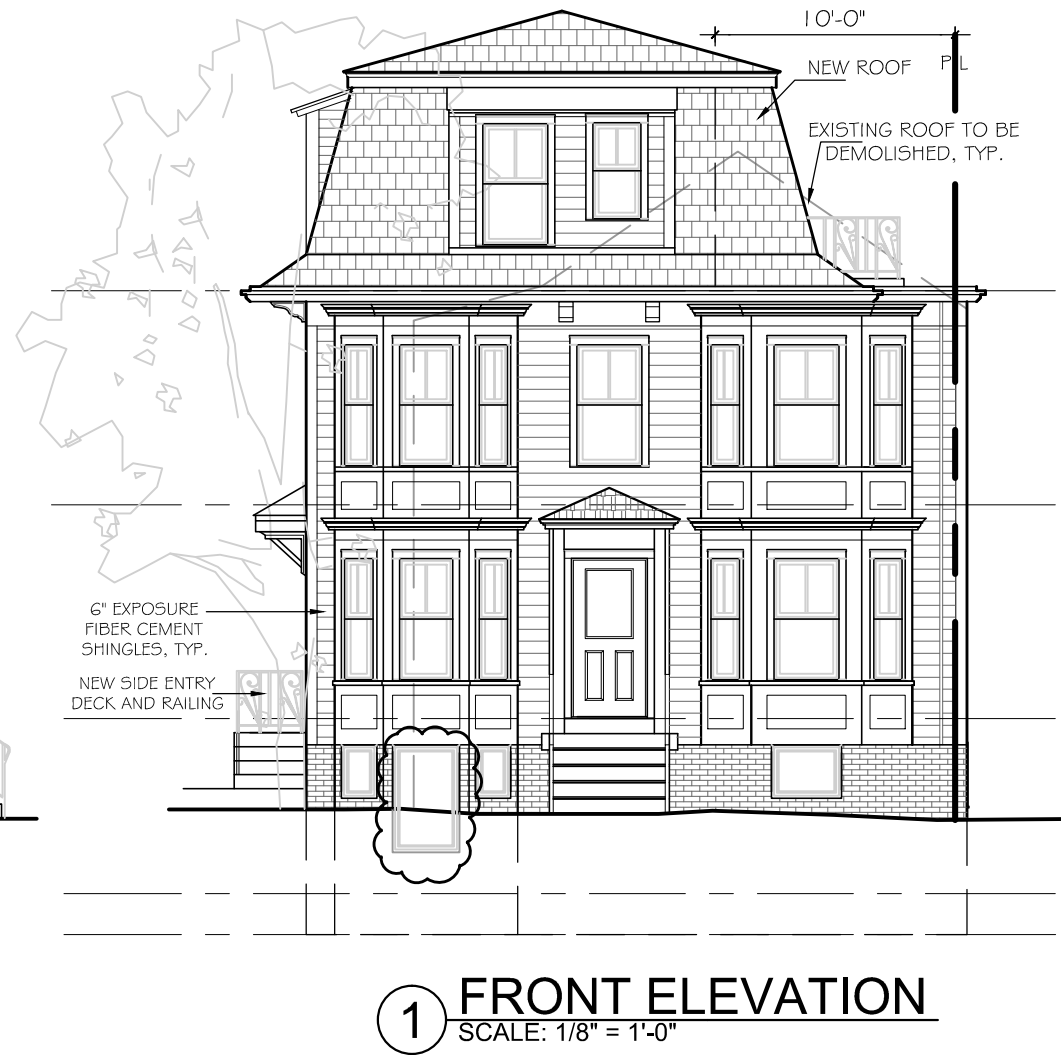 10'-0"
NEW ROOF
PL
EXISTING ROOF TO BE
DEMOLISHED, TYP.
6" EXPOSURE
FIBER CEMENT
SHINGLES, TYP.
NEW SIDE ENTRY
DECK AND RAILING
1
FRONT ELEVATION
SCALE: 1/8" = 1'-0"